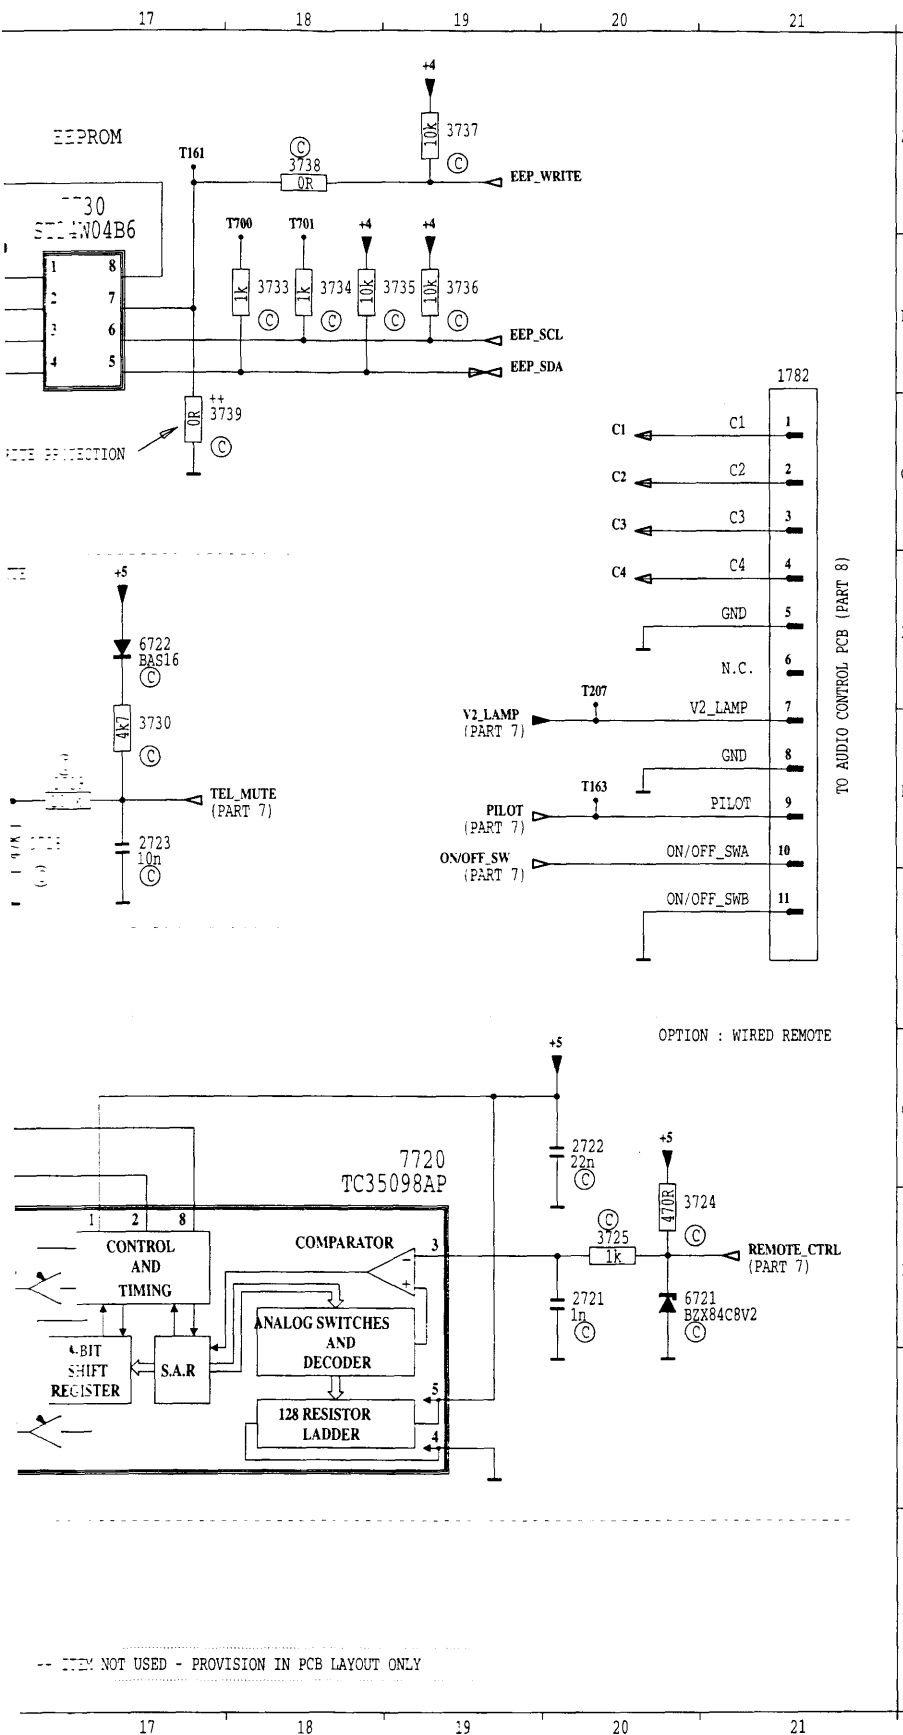 17 18 19 20 21
+4
10k 3737
C
EEPROM
T161
C
3738
0R
EEP_WRITE
T700 T701 +4 +4
1 8
2 7
3 6
4 5
1k 3733 1k 3734 10k 3735 10k 3736
C C C C
EEP_SCL
EEP_SDA
++
0R 3739
C
PROTECTION
1782
C1 C1 1
C2 C2 2
C3 C3 3
C4 C4 4
GND 5
N.C. 6
T207
V2_LAMP V2_LAMP 7
(PART 7)
GND 8
T163
PILOT PILOT 9
(PART 7)
ON/OFF_SW ON/OFF_SWA 10
(PART 7)
ON/OFF_SWB 11
TO AUDIO CONTROL PCB (PART 8)
+5
6722
BAS16
C
4k7 3730
C
TEL_MUTE
(PART 7)
2723
10n
C
OPTION : WIRED REMOTE
+5
2722
22n
C
+5
470R 3724
C
7720
TC35098AP
1 2 8
CONTROL
AND
TIMING
COMPARATOR
3
−
+
C
3725
1k
REMOTE_CTRL
(PART 7)
2721
1n
C
6721
BZX84C8V2
C
ANALOG SWITCHES
AND
DECODER
BIT
SHIFT
REGISTER
S.A.R
5
128 RESISTOR
LADDER
4
-- ITEM NOT USED - PROVISION IN PCB LAYOUT ONLY
17 18 19 20 21